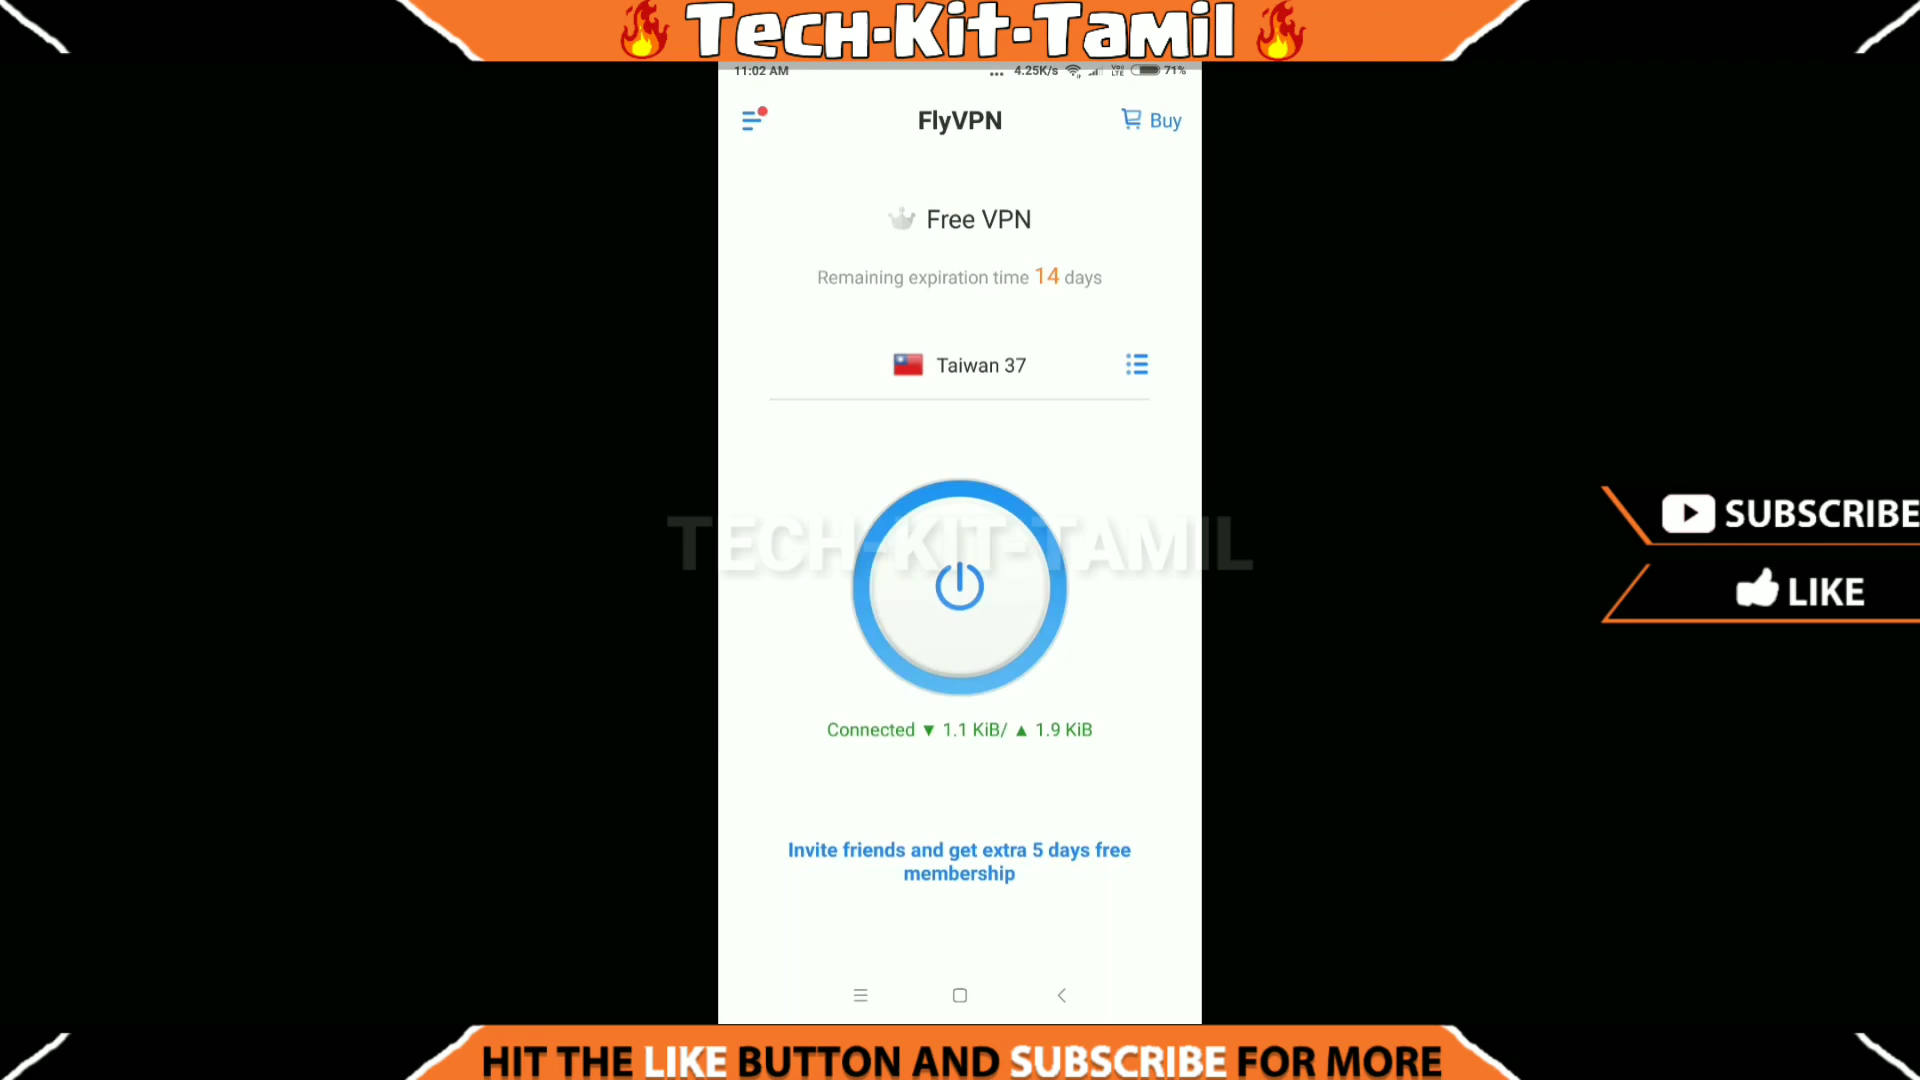 Tech-Kit-Tamil
11:02 AM ... 4.25K/s VoLTE 71%
FlyVPN
Buy
Free VPN
Remaining expiration time 14 days
Taiwan 37
TECH-KIT-TAMIL
SUBSCRIBE
LIKE
Connected ▼ 1.1 KiB/ ▲ 1.9 KiB
Invite friends and get extra 5 days free
membership
HIT THE LIKE BUTTON AND SUBSCRIBE FOR MORE